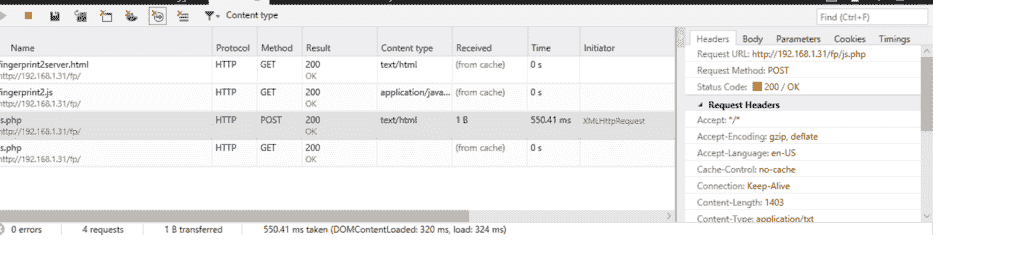 Content type
Find (Ctrl+F)
Name Protocol Method Result Content type Received Time Initiator
fingerprint2server.html HTTP GET 200 text/html (from cache) 0 s
http://192.168.1.31/fp/ OK
fingerprint2.js HTTP GET 200 application/java... (from cache) 0 s
http://192.168.1.31/fp/ OK
s.php HTTP POST 200 text/html 1 B 550.41 ms XMLHttpRequest
http://192.168.1.31/fp/ OK
s.php HTTP GET 200 (from cache) 0 s
http://192.168.1.31/fp/ OK
0 errors 4 requests 1 B transferred 550.41 ms taken (DOMContentLoaded: 320 ms, load: 324 ms)
Headers Body Parameters Cookies Timings
Request URL: http://192.168.1.31/fp/js.php
Request Method: POST
Status Code: 200 / OK
Request Headers
Accept: */*
Accept-Encoding: gzip, deflate
Accept-Language: en-US
Cache-Control: no-cache
Connection: Keep-Alive
Content-Length: 1403
Content-Type: application/txt